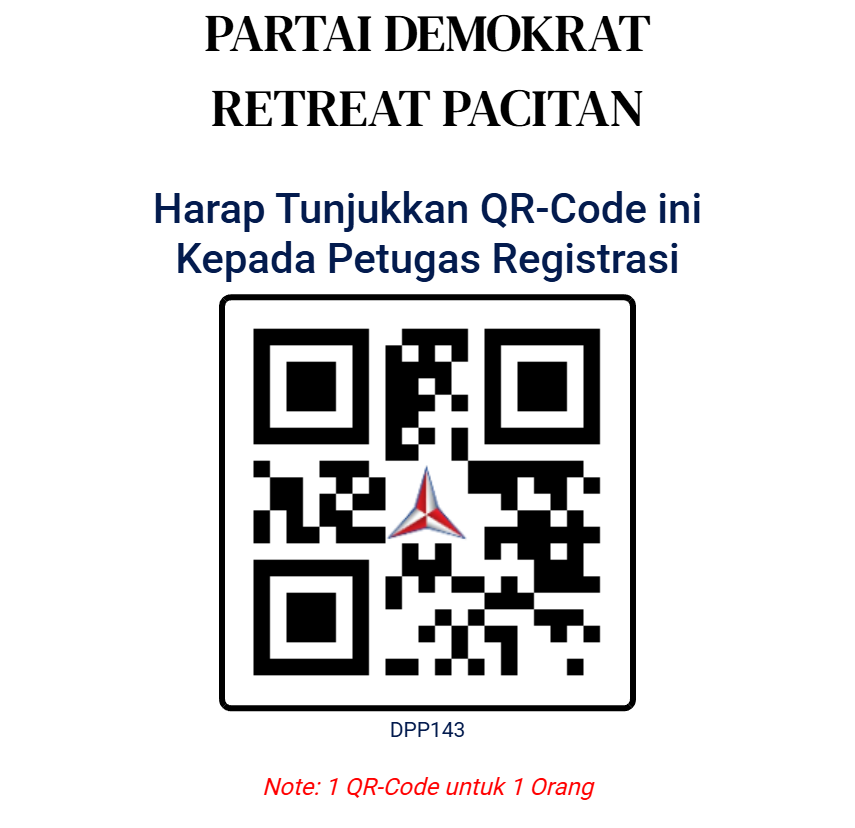 PARTAI DEMOKRAT
RETREAT PACITAN
Harap Tunjukkan QR-Code ini
Kepada Petugas Registrasi
DPP143
Note: 1 QR-Code untuk 1 Orang